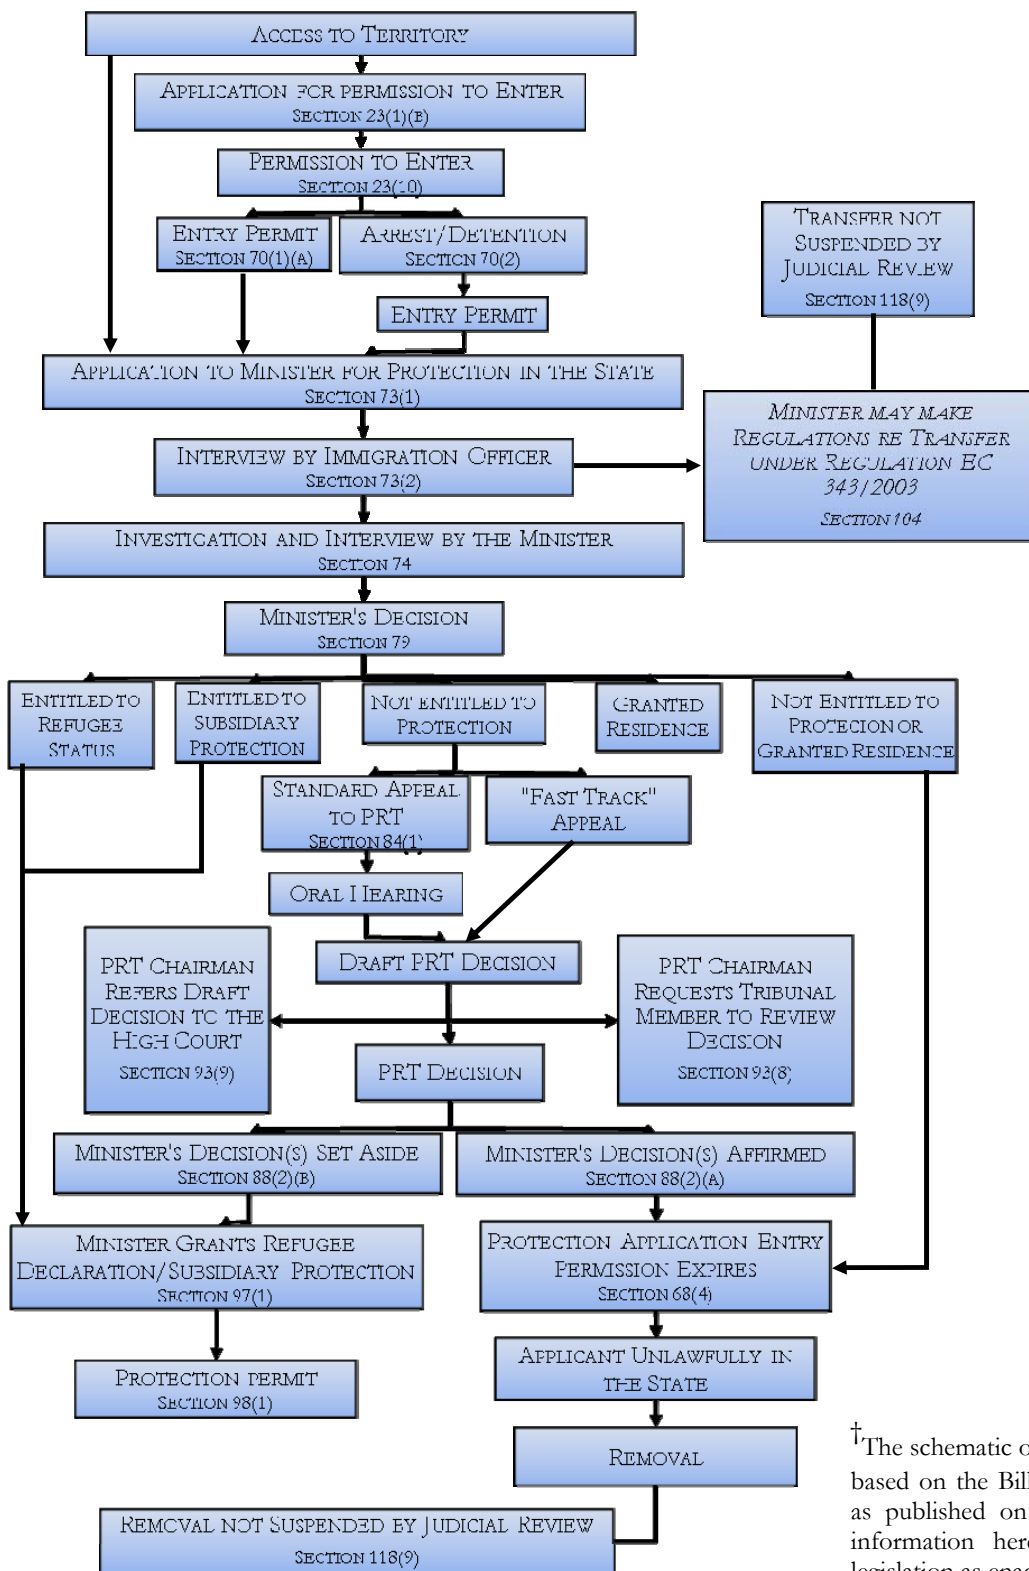 ACCESS TO TERRITORY
APPLICATION FOR PERMISSION TO ENTER
SECTION 23(1)(B)
PERMISSION TO ENTER
SECTION 23(10)
ENTRY PERMIT
SECTION 70(1)(A)
ARREST/DETENTION
SECTION 70(2)
ENTRY PERMIT
TRANSFER NOT
SUSPENDED BY
JUDICIAL REVIEW
SECTION 118(9)
APPLICATION TO MINISTER FOR PROTECTION IN THE STATE
SECTION 73(1)
INTERVIEW BY IMMIGRATION OFFICER
SECTION 73(2)
MINISTER MAY MAKE
REGULATIONS RE TRANSFER
UNDER REGULATION EC
343/2003
SECTION 104
INVESTIGATION AND INTERVIEW BY THE MINISTER
SECTION 74
MINISTER'S DECISION
SECTION 79
ENTITLED TO
REFUGEE
STATUS
ENTITLED TO
SUBSIDIARY
PROTECTION
NOT ENTITLED TO
PROTECTION
GRANTED
RESIDENCE
NOT ENTITLED TO
PROTECION OR
GRANTED RESIDENCE
STANDARD APPEAL
TO PRT
SECTION 84(1)
"FAST TRACK"
APPEAL
ORAL HEARING
DRAFT PRT DECISION
PRT CHAIRMAN
REFERS DRAFT
DECISION TO THE
HIGH COURT
SECTION 93(9)
PRT CHAIRMAN
REQUESTS TRIBUNAL
MEMBER TO REVIEW
DECISION
SECTION 93(8)
PRT DECISION
MINISTER'S DECISION(S) SET ASIDE
SECTION 88(2)(B)
MINISTER'S DECISION(S) AFFIRMED
SECTION 88(2)(A)
MINISTER GRANTS REFUGEE
DECLARATION/SUBSIDIARY PROTECTION
SECTION 97(1)
PROTECTION APPLICATION ENTRY
PERMISSION EXPIRES
SECTION 68(4)
PROTECTION PERMIT
SECTION 98(1)
APPLICANT UNLAWFULLY IN
THE STATE
REMOVAL
REMOVAL NOT SUSPENDED BY JUDICIAL REVIEW
SECTION 118(9)
†The schematic
based on the Bill
as published on
information